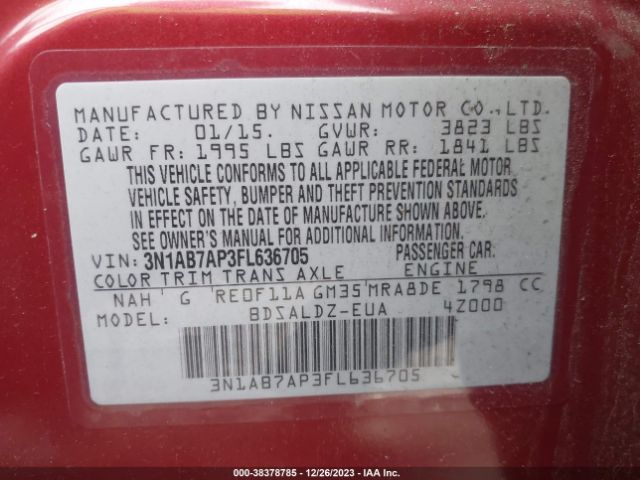 MANUFACTURED BY NISSAN MOTOR CO., LTD.
DATE: 01/15. GVWR: 3823 LBS
GAWR FR: 1995 LBS GAWR RR: 1841 LBS
THIS VEHICLE CONFORMS TO ALL APPLICABLE FEDERAL MOTOR
VEHICLE SAFETY, BUMPER AND THEFT PREVENTION STANDARDS
IN EFFECT ON THE DATE OF MANUFACTURE SHOWN ABOVE.
SEE OWNER'S MANUAL FOR ADDITIONAL INFORMATION.
VIN: 3N1AB7AP3FL636705 PASSENGER CAR.
COLOR TRIM TRANS AXLE ENGINE
NAH G RE0F11A GM35 MRA8DE 1798 CC
MODEL: BDSALDZ-EUA 4Z000
3N1AB7AP3FL636705
000-38378785 - 12/26/2023 - IAAI.COM